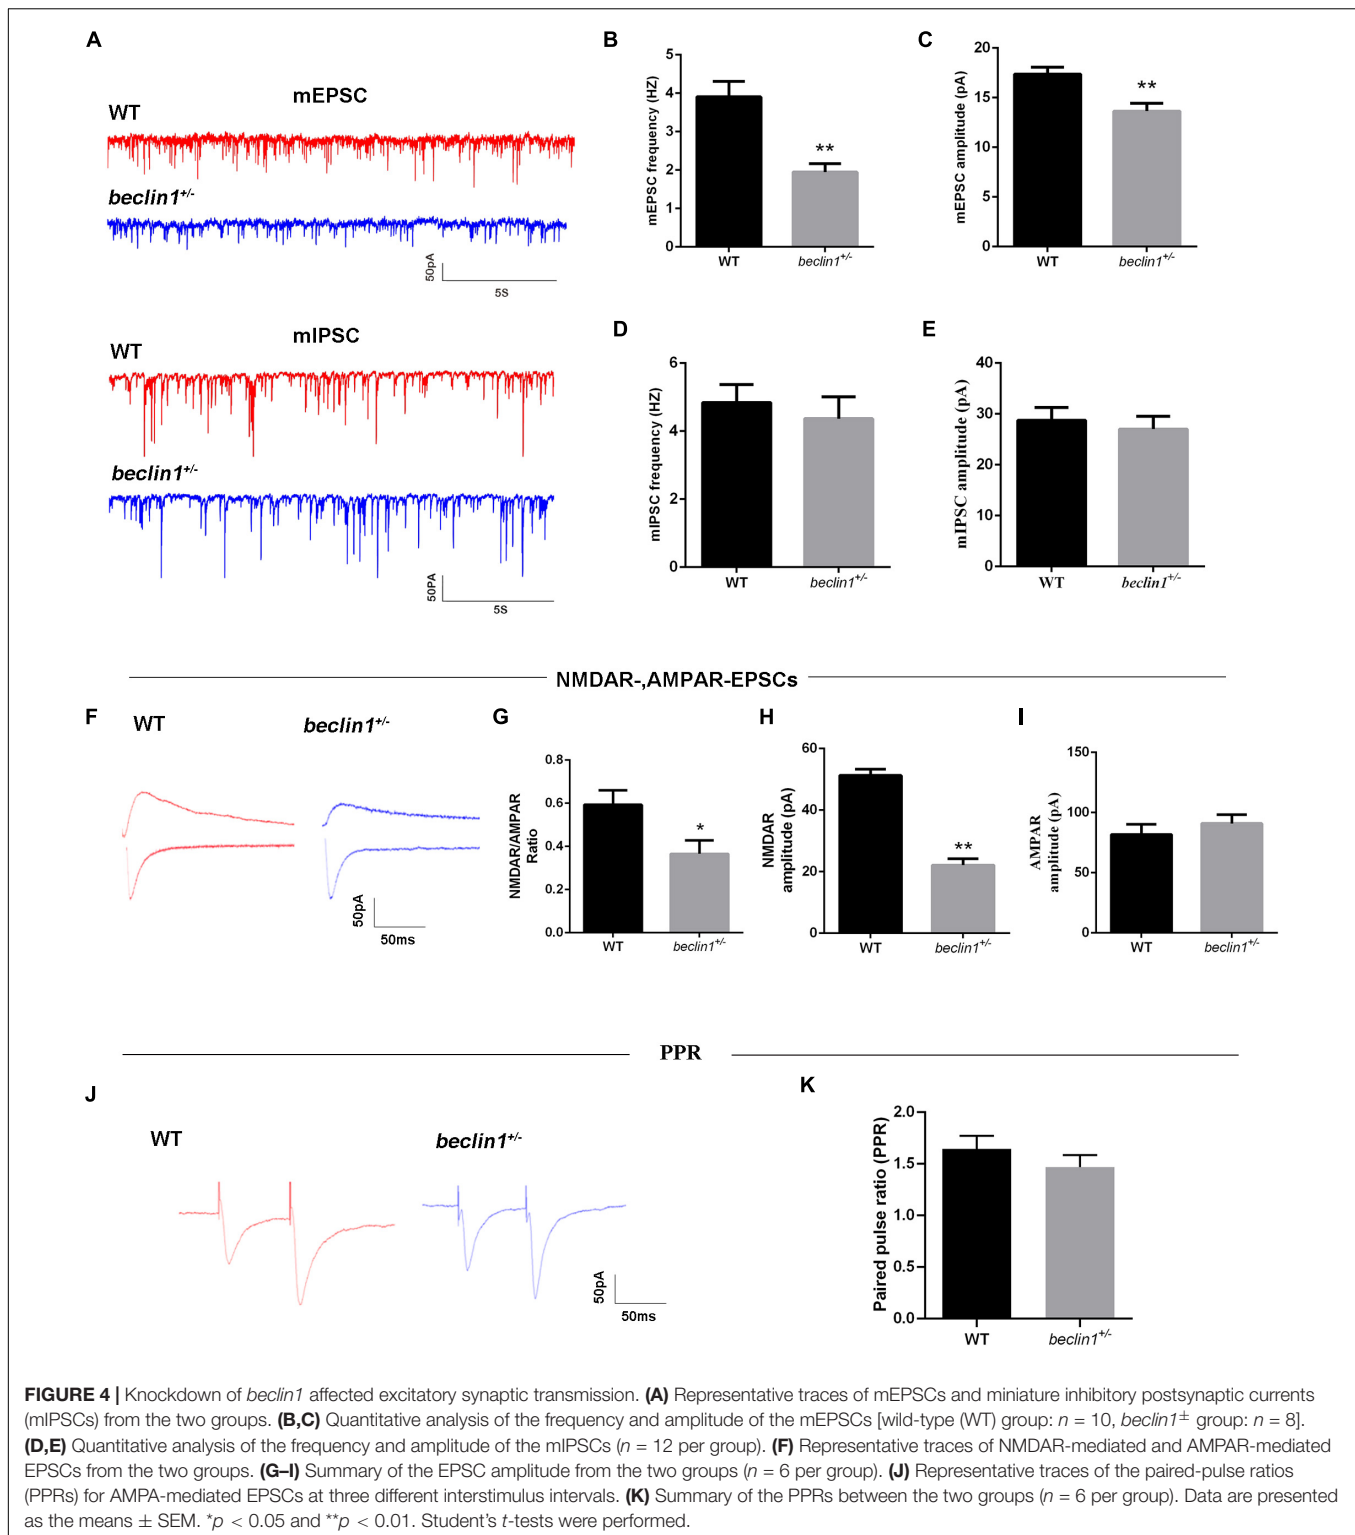 A
mEPSC
WT
beclin1+/-
50pA
5S
B
mEPSC frequency (HZ)
5
4
3
2
1
0
**
WT
beclin1+/-
C
mEPSC amplitude (pA)
20
15
10
5
0
**
WT
beclin1+/-
mIPSC
WT
beclin1+/-
50PA
5S
D
mIPSC frequency (HZ)
6
4
2
0
WT
beclin1+/-
E
mIPSC amplitude (pA)
40
30
20
10
0
WT
beclin1+/-
NMDAR-,AMPAR-EPSCs
F
WT
beclin1+/-
50pA
50ms
G
NMDAR/AMPAR
Ratio
0.8
0.6
0.4
0.2
0.0
*
WT
beclin1+/-
H
NMDAR
amplitude (pA)
60
40
20
0
**
WT
beclin1+/-
I
AMPAR
amplitude (pA)
150
100
50
0
WT
beclin1+/-
PPR
J
WT
beclin1+/-
50pA
50ms
K
Paired pulse ratio (PPR)
2.0
1.5
1.0
0.5
0.0
WT
beclin1+/-
FIGURE 4 | Knockdown of beclin1 affected excitatory synaptic transmission. (A) Representative traces of mEPSCs and miniature inhibitory postsynaptic currents
(mIPSCs) from the two groups. (B,C) Quantitative analysis of the frequency and amplitude of the mEPSCs [wild-type (WT) group: n = 10, beclin1± group: n = 8].
(D,E) Quantitative analysis of the frequency and amplitude of the mIPSCs (n = 12 per group). (F) Representative traces of NMDAR-mediated and AMPAR-mediated
EPSCs from the two groups. (G–I) Summary of the EPSC amplitude from the two groups (n = 6 per group). (J) Representative traces of the paired-pulse ratios
(PPRs) for AMPA-mediated EPSCs at three different interstimulus intervals. (K) Summary of the PPRs between the two groups (n = 6 per group). Data are presented
as the means ± SEM. *p < 0.05 and **p < 0.01. Student's t-tests were performed.